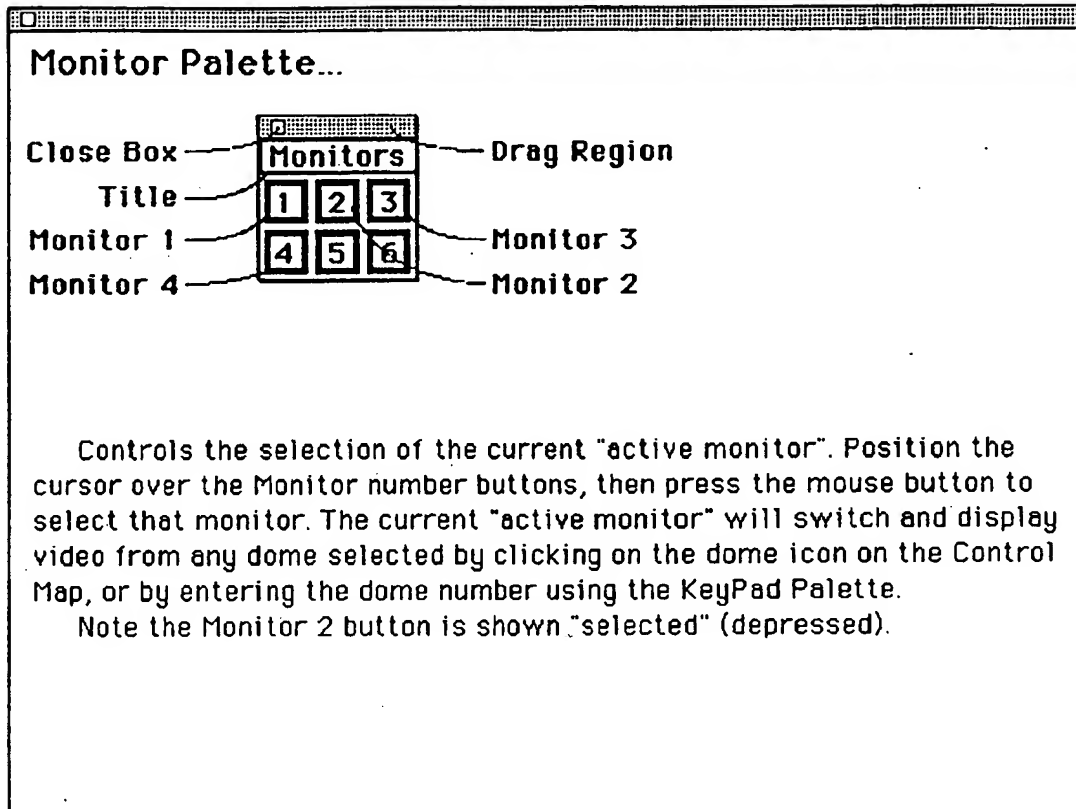 Monitor Palette...
Close Box
Drag Region
Monitors
Title
1 2 3
Monitor 1
Monitor 3
4 5 6
Monitor 4
Monitor 2
Controls the selection of the current "active monitor". Position the
cursor over the Monitor number buttons, then press the mouse button to
select that monitor. The current "active monitor" will switch and display
video from any dome selected by clicking on the dome icon on the Control
Map, or by entering the dome number using the KeyPad Palette.
Note the Monitor 2 button is shown "selected" (depressed).